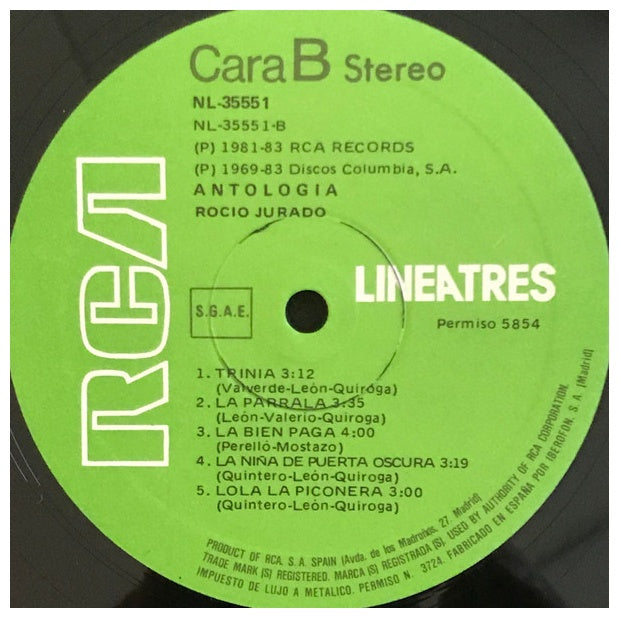 Cara B Stereo
NL-35551
NL-35551-B
(P) 1981-83 RCA RECORDS
(P) 1969-83 Discos Columbia, S.A.
ANTOLOGIA
ROCIO JURADO
RCA
LINEATRES
S.G.A.E.
Permiso 5854
1. TRINIA 3:12
(Valverde-León-Quiróga)
2. LA PARRALA 3:35
(León-Valerio-Quiroga)
3. LA BIEN PAGA 4:00
(Perelló-Mostazo)
4. LA NIÑA DE PUERTA OSCURA 3:19
(Quintero-León-Quiroga)
5. LOLA LA PICONERA 3:00
(Quintero-León-Quiroga)
PRODUCT OF RCA. S.A. SPAIN (Avda. de los Madroños, 27. Madrid)
TRADE MARK (S) REGISTERED. MARCA (S) REGISTRADA (S). USED BY AUTHORITY OF RCA CORPORATION.
IMPUESTO DE LUJO A METALICO. PERMISO N. 3724. FABRICADO EN ESPAÑA POR IBEROFON. S. A. (Madrid)